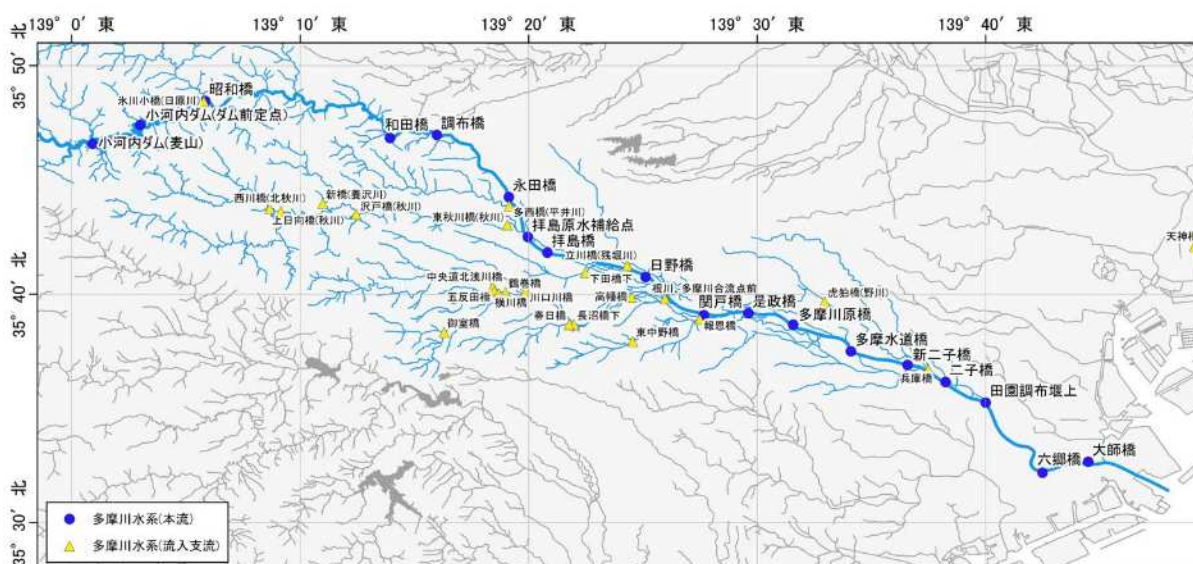 139° 0′ 東
139° 10′ 東
139° 20′ 東
139° 30′ 東
139° 40′ 東
35° 50′ 北
昭和橋
氷川小橋(日原川)
小河内ダム(ダム前定点)
小河内ダム(麦山)
和田橋
調布橋
永田橋
西川橋(北秋川)
新橋(養沢川)
沢戸橋(秋川)
上日向橋(秋川)
多西橋(平井川)
東秋川橋(秋川)
拝島原水補給点
拝島橋
天神橋
立川橋(残堀川)
日野橋
下田橋下
中央道北浅川橋
鶴巻橋
五反田橋
横川橋
川口川橋
高幡橋
根川、多摩川合流点前
虎狛橋(野川)
35° 40′ 北
関戸橋
是政橋
御室橋
春日橋
長沼橋下
報恩橋
多摩川原橋
東中野橋
多摩水道橋
新二子橋
兵庫橋
二子橋
田園調布堰上
六郷橋
大師橋
35° 30′ 北
多摩川水系(本流)
多摩川水系(流入支流)